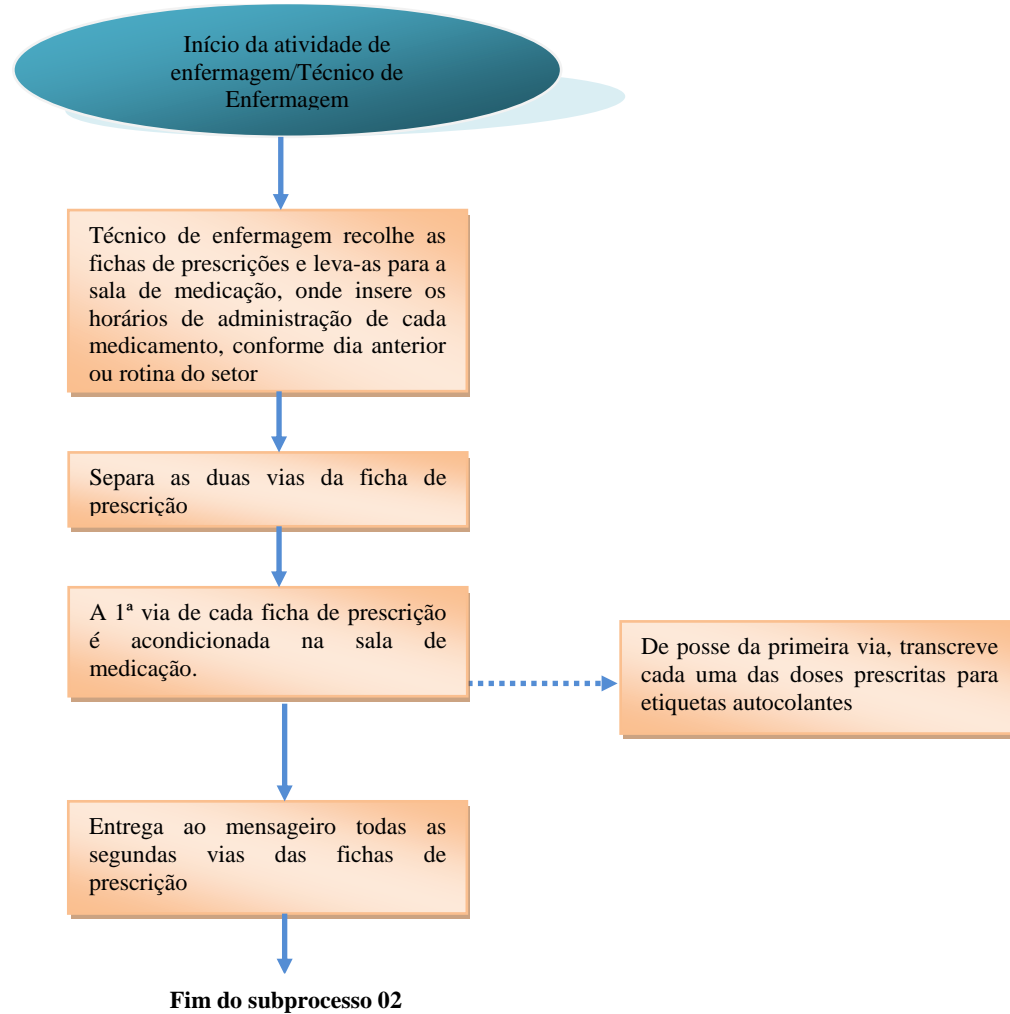 Início da atividade de
enfermagem/Técnico de
Enfermagem
Técnico de enfermagem recolhe as
fichas de prescrições e leva-as para a
sala de medicação, onde insere os
horários de administração de cada
medicamento, conforme dia anterior
ou rotina do setor
Separa as duas vias da ficha de
prescrição
A 1ª via de cada ficha de prescrição
é acondicionada na sala de
medicação.
De posse da primeira via, transcreve
cada uma das doses prescritas para
etiquetas autocolantes
Entrega ao mensageiro todas as
segundas vias das fichas de
prescrição
Fim do subprocesso 02